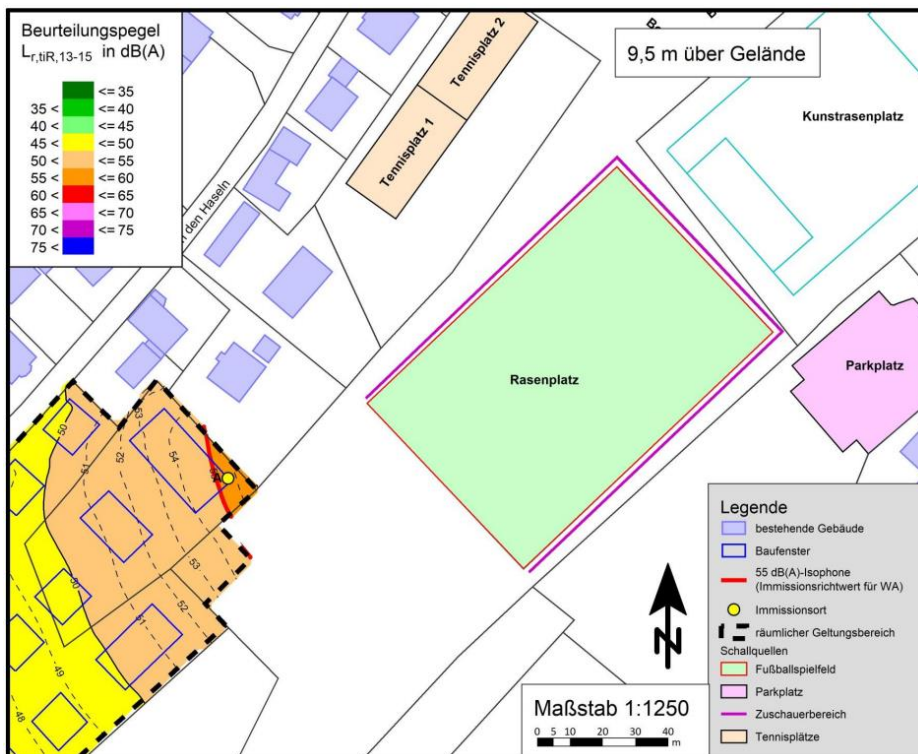 Beurteilungspegel
L_r,tiR,13-15 in dB(A)
<= 35
35 < <= 40
40 < <= 45
45 < <= 50
50 < <= 55
55 < <= 60
60 < <= 65
65 < <= 70
70 < <= 75
75 <
9,5 m über Gelände
Tennisplatz 2
Tennisplatz 1
Kunstrasenplatz
den Haseln
Rasenplatz
Parkplatz
50
51
52
53
54
A
50
53
52
51
49
48
Legende
bestehende Gebäude
Baufenster
55 dB(A)-Isophone
(Immissionsrichtwert für WA)
Immissionsort
räumlicher Geltungsbereich
Schallquellen
Fußballspielfeld
Parkplatz
Zuschauerbereich
Tennisplätze
N
Maßstab 1:1250
0 5 10 20 30 40
m